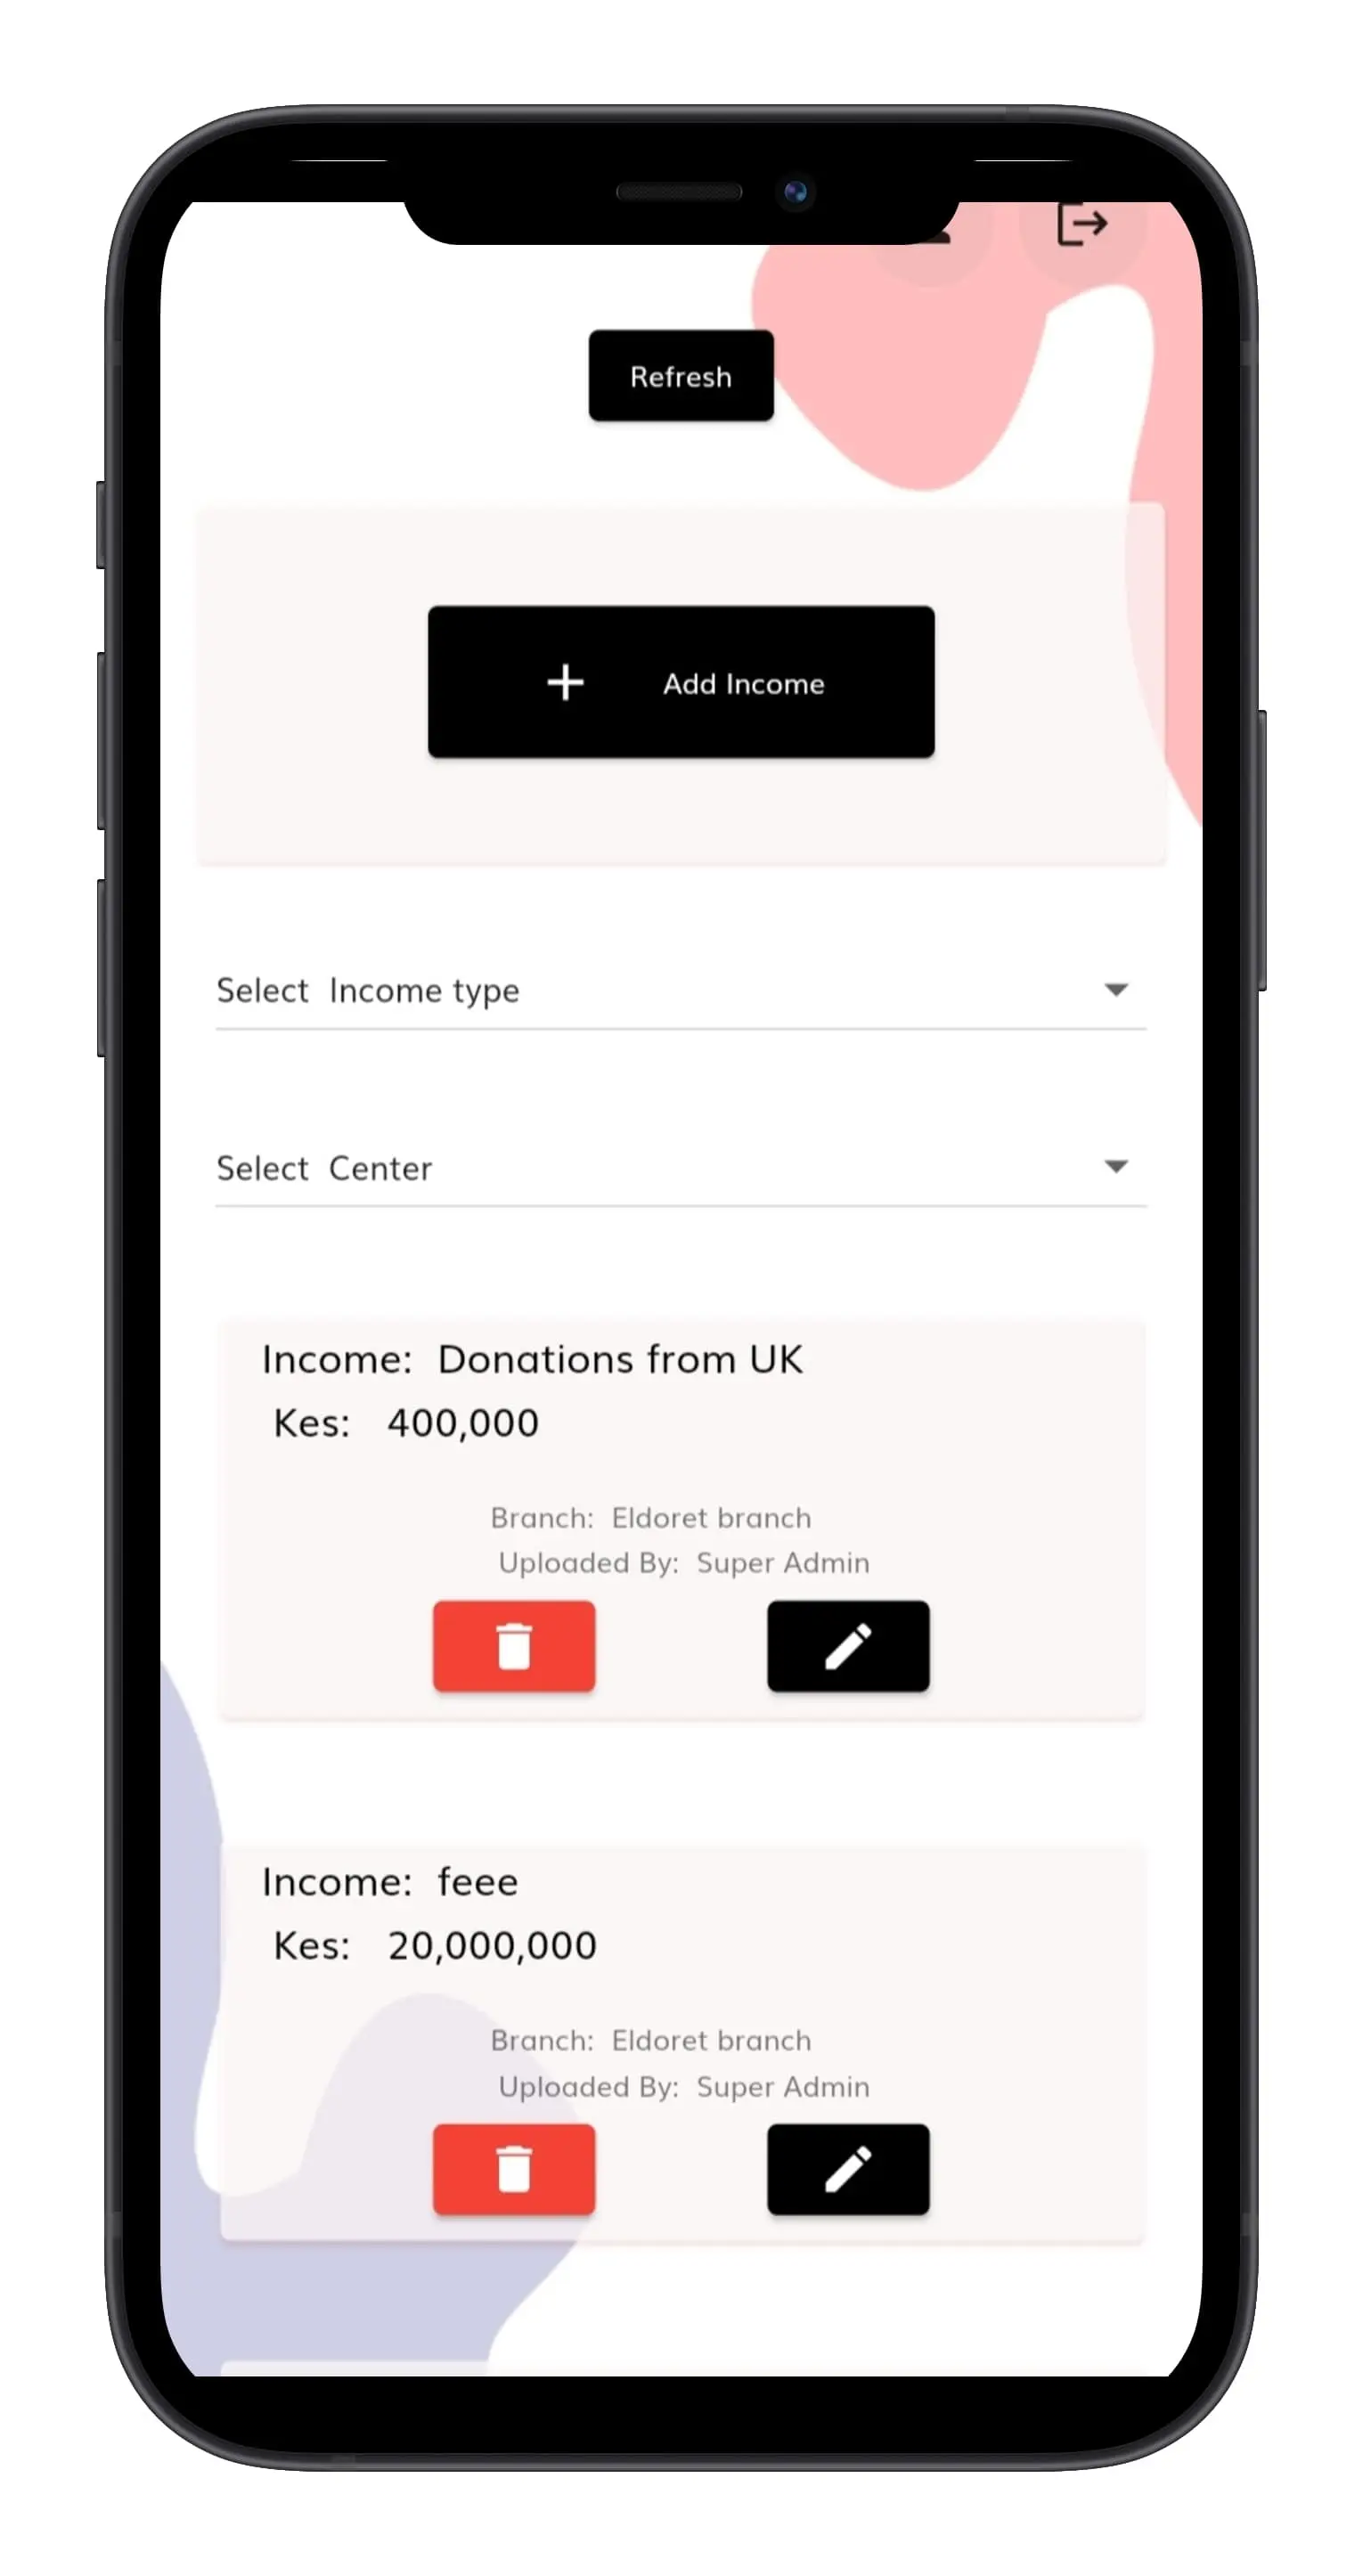 Refresh
Add Income
Select Income type
Select Center
Income: Donations from UK
Kes: 400,000
Branch: Eldoret branch
Uploaded By: Super Admin
Income: feee
Kes: 20,000,000
Branch: Eldoret branch
Uploaded By: Super Admin